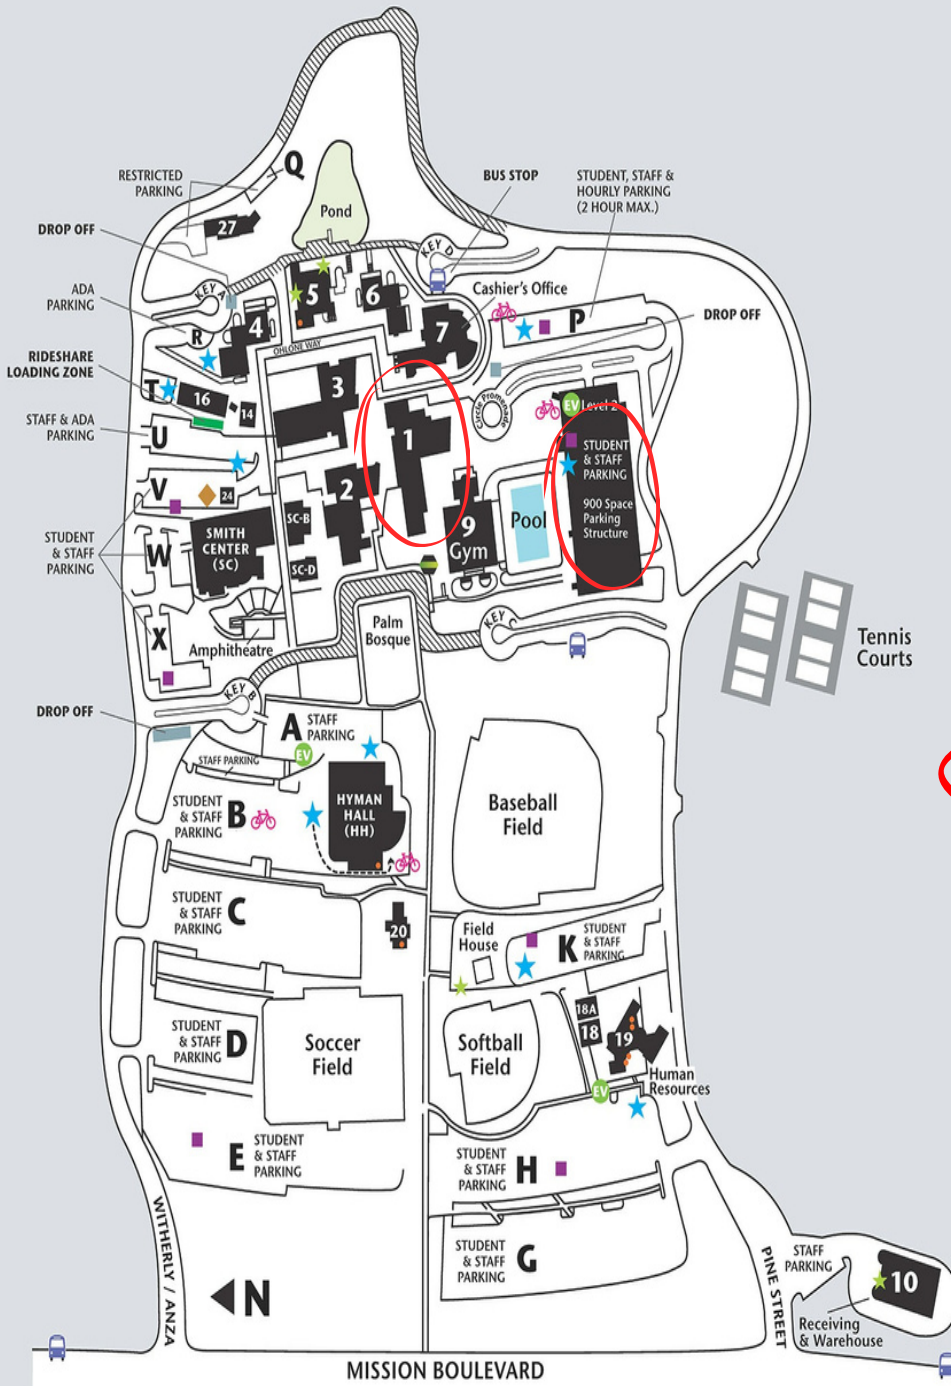 Q
RESTRICTED
PARKING
BUS STOP
STUDENT, STAFF &
HOURLY PARKING
(2 HOUR MAX.)
Pond
27
DROP OFF
KEY D
KEY A
5
6
Cashier's Office
ADA
PARKING
R
4
7
P
DROP OFF
OHLONE WAY
RIDESHARE
LOADING ZONE
T
16
14
3
Circle Promenade
EV Level 2
STAFF & ADA
PARKING
U
1
STUDENT
& STAFF
PARKING
V
24
2
900 Space
Parking
Structure
STUDENT
& STAFF
PARKING
W
SMITH
CENTER
(SC)
SC-B
SC-D
9
Gym
Pool
X
Amphitheatre
Palm
Bosque
KEY C
Tennis
Courts
KEY B
DROP OFF
A
STAFF
PARKING
EV
STAFF PARKING
STUDENT
& STAFF
PARKING
B
HYMAN
HALL
(HH)
Baseball
Field
STUDENT
& STAFF
PARKING
C
20
Field
House
K
STUDENT
& STAFF
PARKING
STUDENT
& STAFF
PARKING
D
Soccer
Field
Softball
Field
18A
18
19
EV
Human
Resources
E
STUDENT
& STAFF
PARKING
STUDENT
& STAFF
PARKING
H
STUDENT
& STAFF
PARKING
G
WITHERLY / ANZA
N
PINE STREET
STAFF
PARKING
10
Receiving
& Warehouse
MISSION BOULEVARD